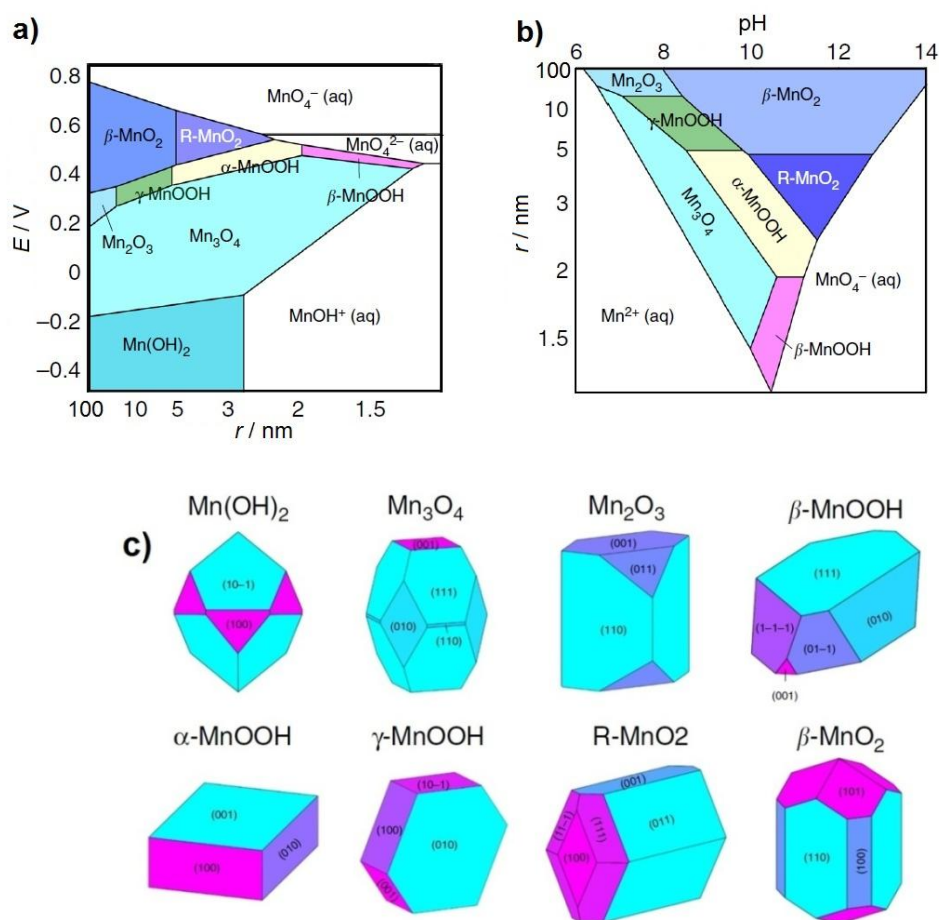 a)
0.8
0.6
0.4
0.2
0
–0.2
–0.4
E / V
MnO₄⁻ (aq)
β-MnO₂
R-MnO₂
MnO₄²⁻ (aq)
α-MnOOH
γ-MnOOH
β-MnOOH
Mn₂O₃
Mn₃O₄
MnOH⁺ (aq)
Mn(OH)₂
100 10 5 3 2 1.5
r / nm
b)
pH
6 8 10 12 14
100
10
5
3
2
1.5
r / nm
Mn₂O₃
β-MnO₂
γ-MnOOH
R-MnO₂
α-MnOOH
Mn₃O₄
MnO₄⁻ (aq)
Mn²⁺ (aq)
β-MnOOH
c)
Mn(OH)₂
(10–1)
(100)
Mn₃O₄
(001)
(111)
(010)
(110)
Mn₂O₃
(001)
(011)
(110)
β-MnOOH
(111)
(1–1–1)
(010)
(01–1)
(001)
α-MnOOH
(001)
(100)
(010)
γ-MnOOH
(10–1)
(100)
(010)
(001)
R-MnO2
(001)
(11–1)
(111)
(011)
(100)
β-MnO₂
(101)
(110)
(100)